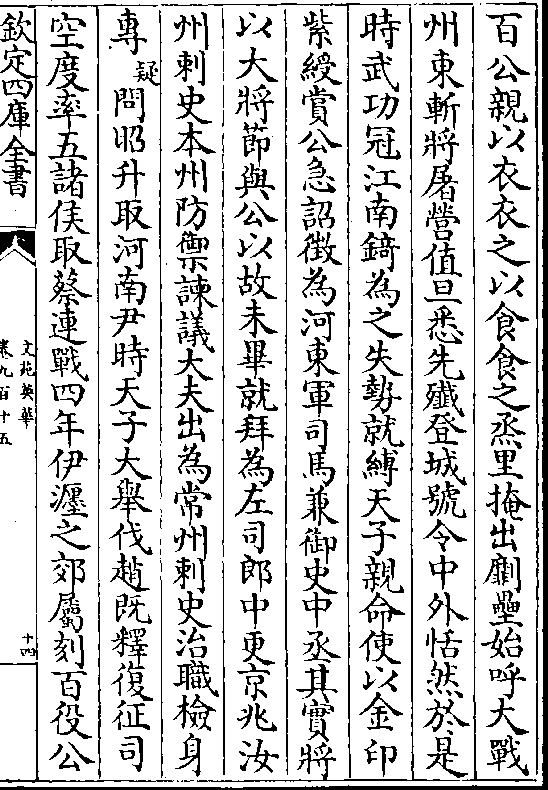 百公親以衣衣之以食食之烝里掩出劘壘始呼大戰
州東斬將屠營值旦悉先殲登城號令中外恬然於是
時武功冠江南錡為之失勢就縛天子親命使以金印
紫綬賞公急詔徴為河東軍司馬兼御史中丞其實將
以大將節與公以故未畢就拜為左司郎中更京兆汝
州刺史本州防禦諫議大夫出為常州刺史治職檢身
專疑問昭升取河南尹時天子大舉伐趙既釋復征司
空度率五諸侯取蔡連戰四年伊瀍之郊屬刻百役公
欽定四庫全書
文苑英華
卷九百十五
十四